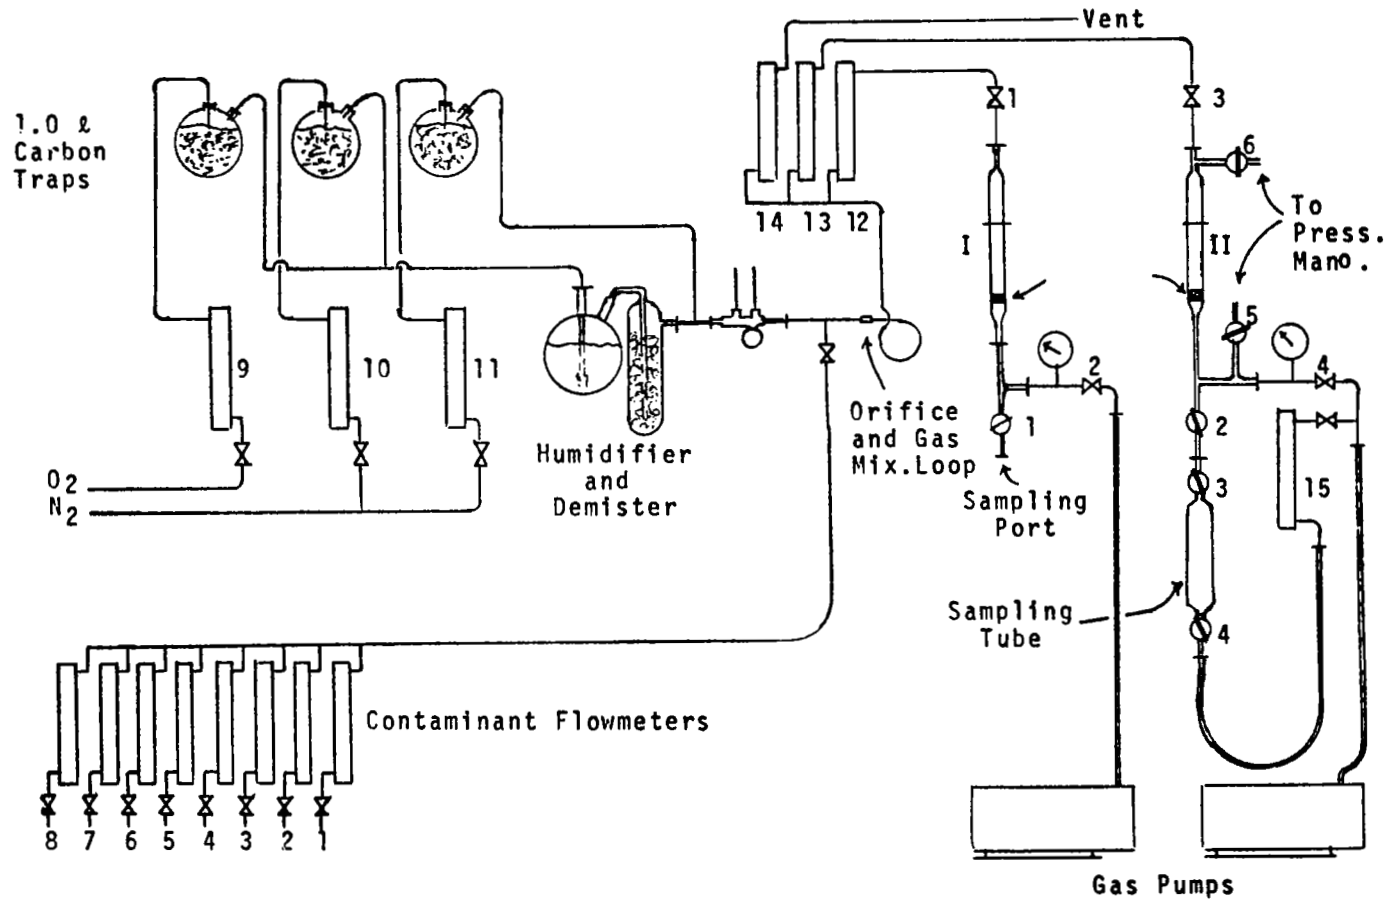 Vent
1.0 ℓ
Carbon
Traps
1
3
6
14 13 12
To
Press.
Mano.
I
II
5
9
10
11
2
4
Orifice
and Gas
Mix.Loop
1
2
Humidifier
and
Demister
O2
N2
Sampling
Port
3
15
Sampling
Tube
4
Contaminant Flowmeters
8 7 6 5 4 3 2 1
Gas Pumps